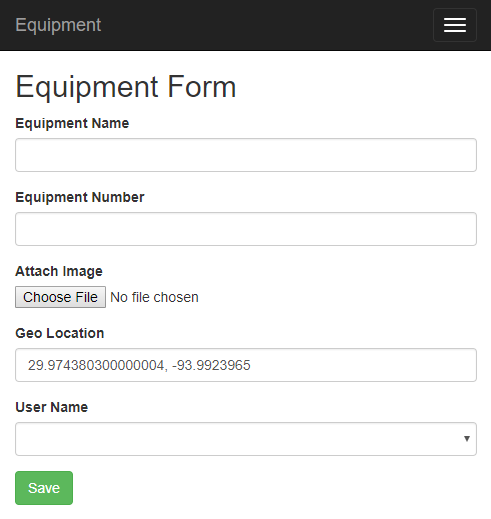 Equipment
Equipment Form
Equipment Name
Equipment Number
Attach Image
Choose File No file chosen
Geo Location
29.974380300000004, -93.9923965
User Name
Save